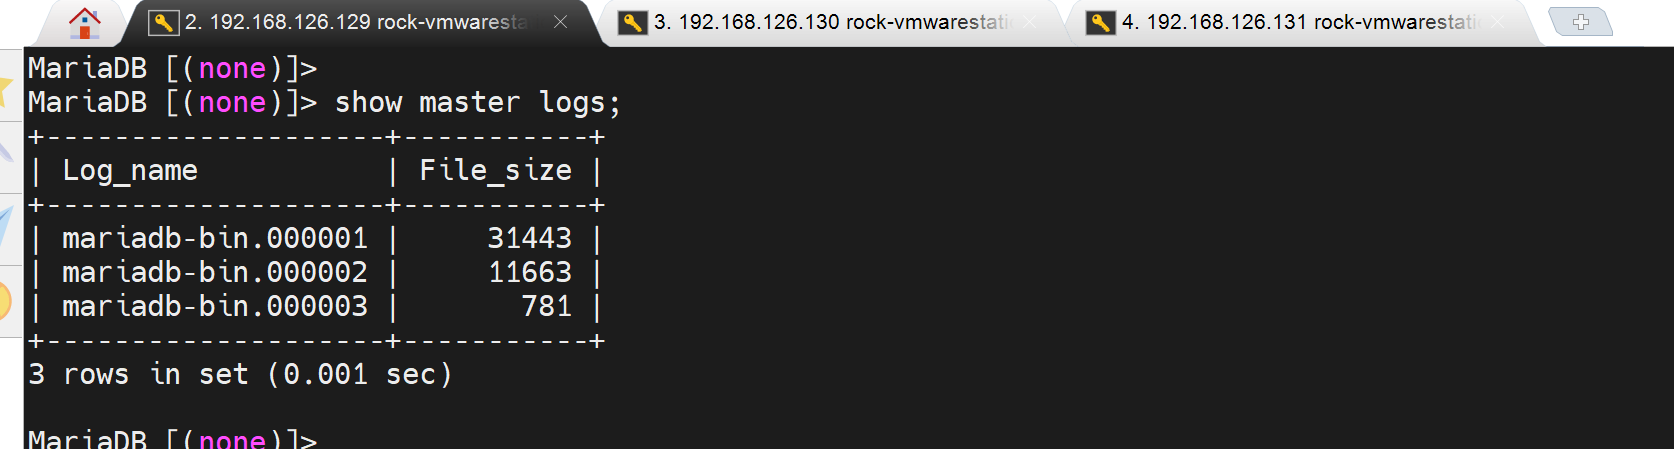 2. 192.168.126.129 rock-vmwaresta
3. 192.168.126.130 rock-vmwarestati
4. 192.168.126.131 rock-vmwarestati
MariaDB [(none)]>
MariaDB [(none)]> show master logs;
+--------------------+-----------+
| Log_name           | File_size |
+--------------------+-----------+
| mariadb-bin.000001 |     31443 |
| mariadb-bin.000002 |     11663 |
| mariadb-bin.000003 |       781 |
+--------------------+-----------+
3 rows in set (0.001 sec)
MariaDB [(none)]>